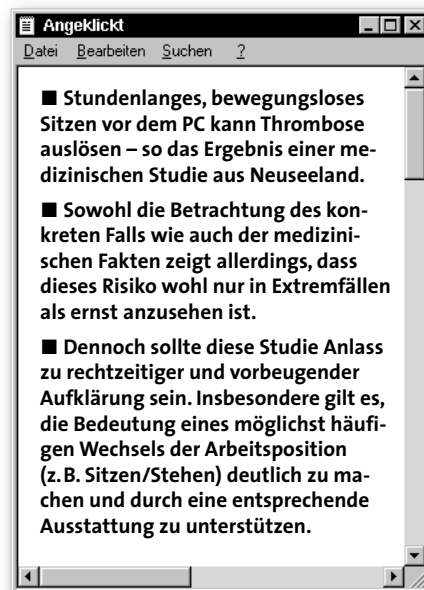 Angeklickt
Datei Bearbeiten Suchen ?
■ Stundenlanges, bewegungsloses
Sitzen vor dem PC kann Thrombose
auslösen – so das Ergebnis einer me-
dizinischen Studie aus Neuseeland.
■ Sowohl die Betrachtung des kon-
kreten Falls wie auch der medizini-
schen Fakten zeigt allerdings, dass
dieses Risiko wohl nur in Extremfällen
als ernst anzusehen ist.
■ Dennoch sollte diese Studie Anlass
zu rechtzeitiger und vorbeugender
Aufklärung sein. Insbesondere gilt es,
die Bedeutung eines möglichst häufi-
gen Wechsels der Arbeitsposition
(z. B. Sitzen/Stehen) deutlich zu ma-
chen und durch eine entsprechende
Ausstattung zu unterstützen.